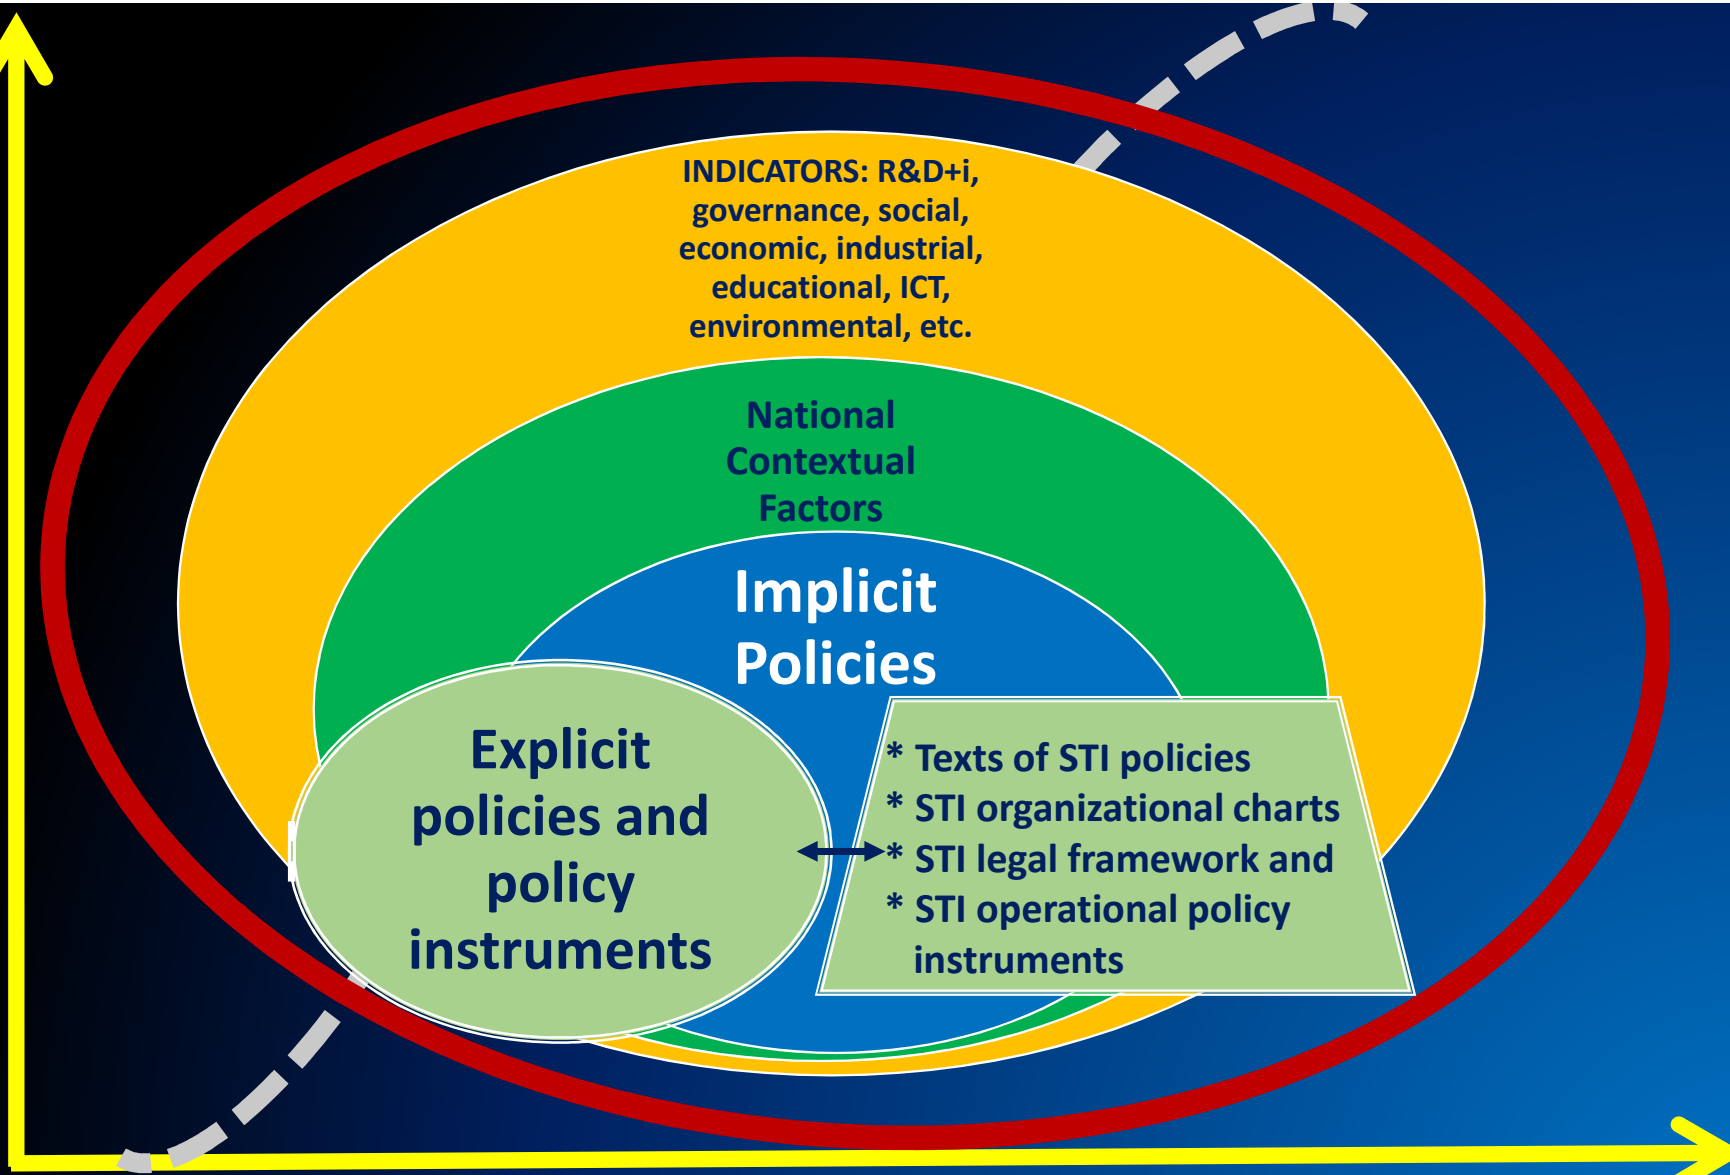 INDICATORS: R&D+i,
governance, social,
economic, industrial,
educational, ICT,
environmental, etc.
National
Contextual
Factors
Implicit
Policies
Explicit
policies and
policy
instruments
* Texts of STI policies
* STI organizational charts
* STI legal framework and
* STI operational policy
instruments